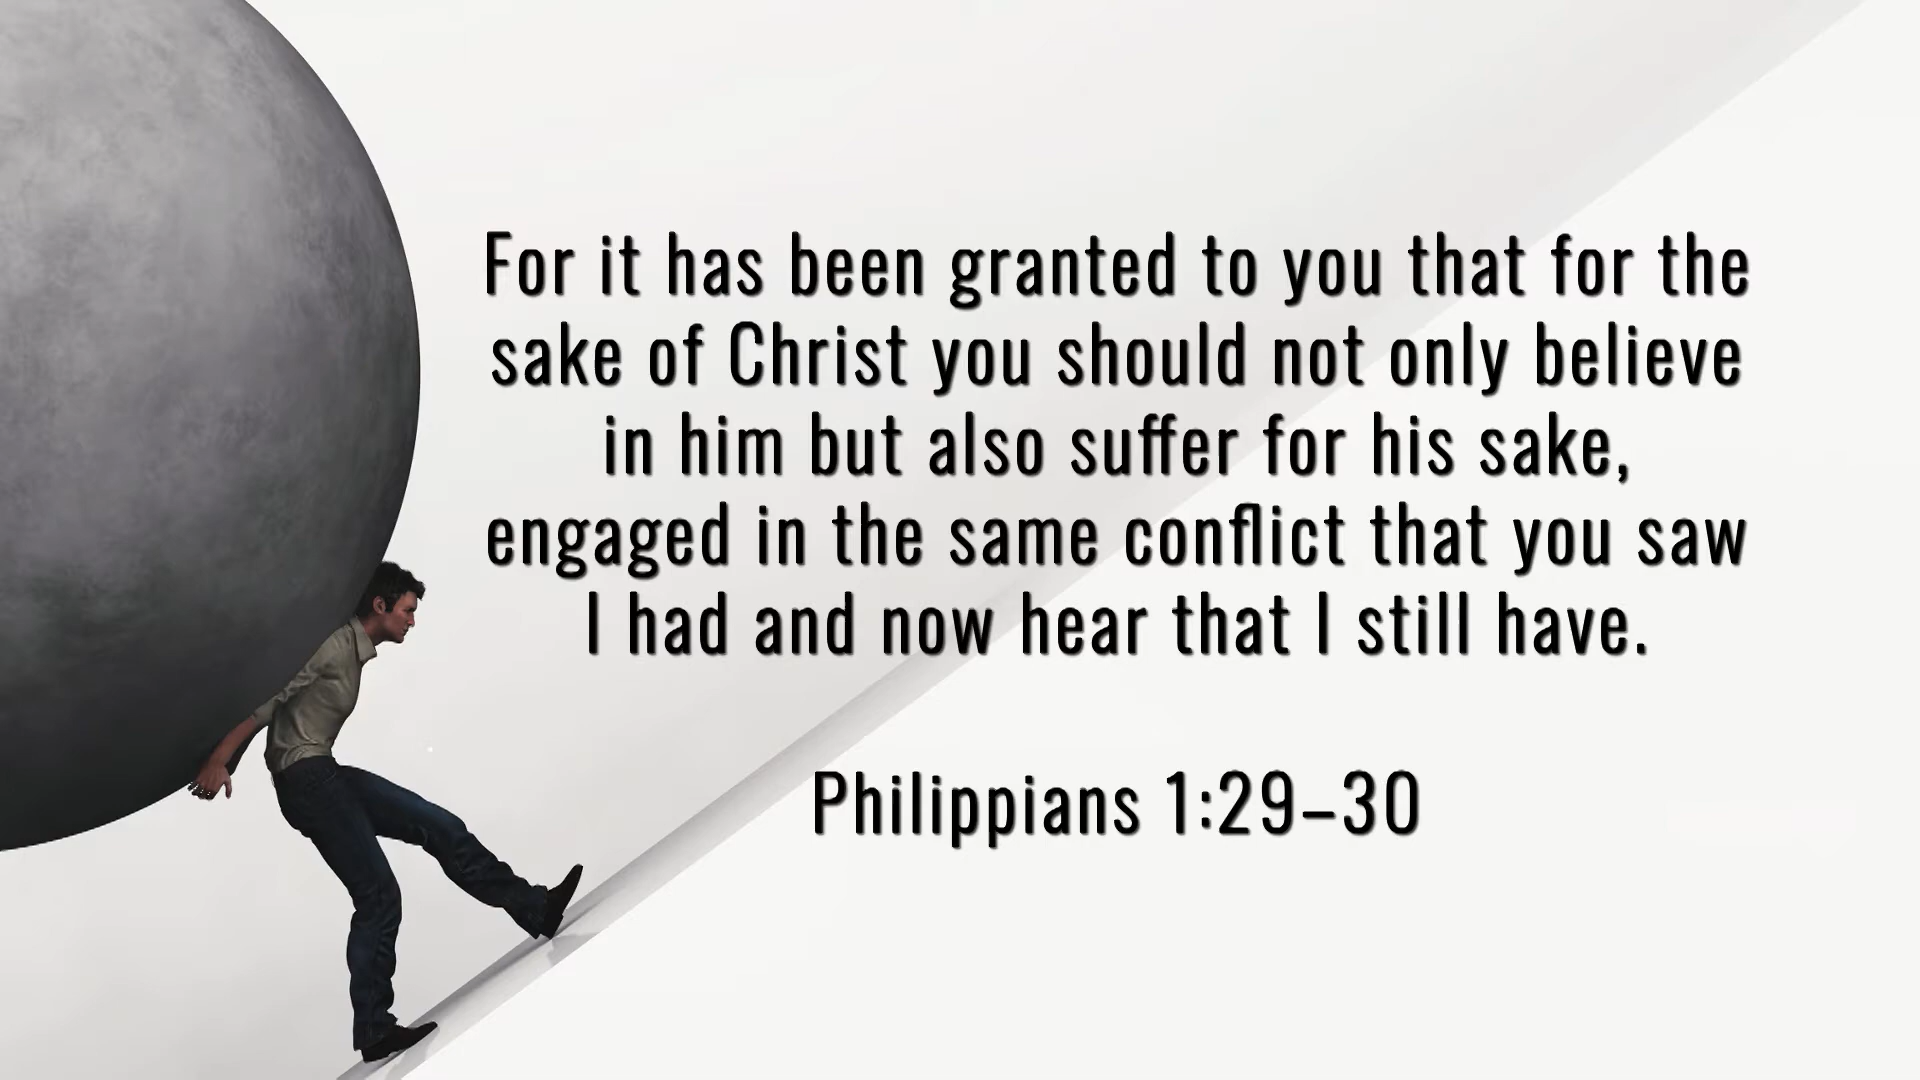 For it has been granted to you that for the
sake of Christ you should not only believe
in him but also suffer for his sake,
engaged in the same conflict that you saw
I had and now hear that I still have.
Philippians 1:29–30